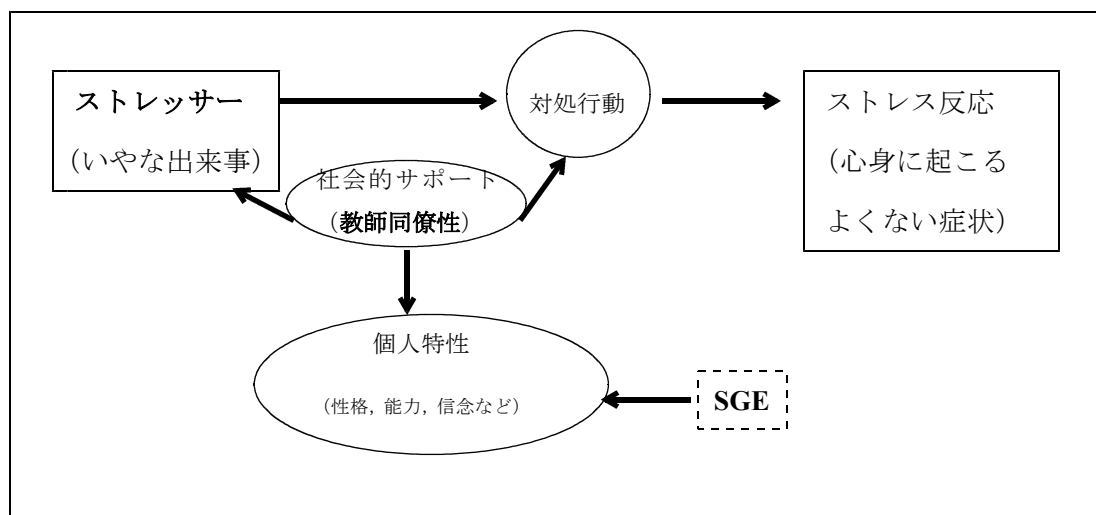 ストレッサー
（いやな出来事）
対処行動
ストレス反応
（心身に起こる
よくない症状）
社会的サポート
（教師同僚性）
個人特性
（性格，能力，信念など）
SGE